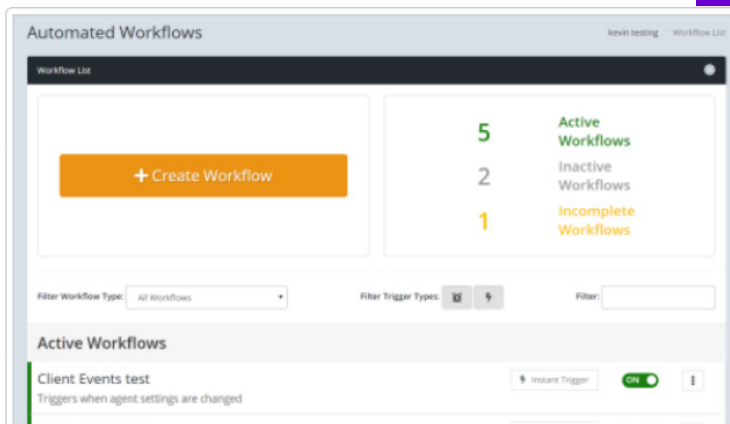 Automated Workflows
kevin testing / Workflow List
Workflow List
+ Create Workflow
5 Active Workflows
2 Inactive Workflows
1 Incomplete Workflows
Filter Workflow Type: All Workflows
Filter Trigger Types:
Filter:
Active Workflows
Client Events test
Instant Trigger
ON
Triggers when agent settings are changed